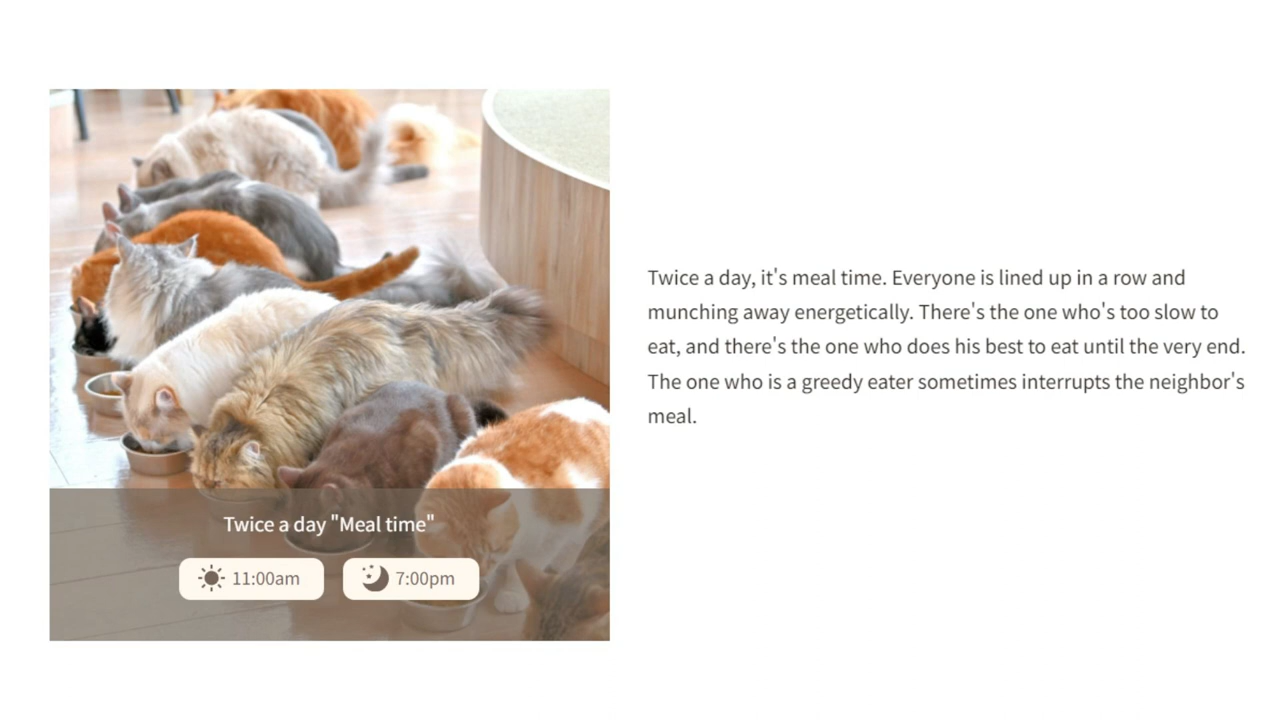 Twice a day "Meal time"
11:00am
7:00pm
Twice a day, it's meal time. Everyone is lined up in a row and
munching away energetically. There's the one who's too slow to
eat, and there's the one who does his best to eat until the very end.
The one who is a greedy eater sometimes interrupts the neighbor's
meal.